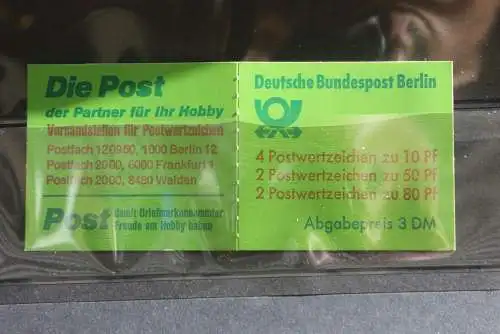 Die Post
der Partner für Ihr Hobby
Versandstellen für Postwertzeichen
Postfach 120950, 1000 Berlin 12
Postfach 2000, 6000 Frankfurt 1
Postfach 2000, 8480 Weiden
Post
damit Briefmarkensammler
Freude am Hobby haben
Deutsche Bundespost Berlin
4 Postwertzeichen zu 10 Pf
2 Postwertzeichen zu 50 Pf
2 Postwertzeichen zu 80 Pf
Abgabepreis 3 DM